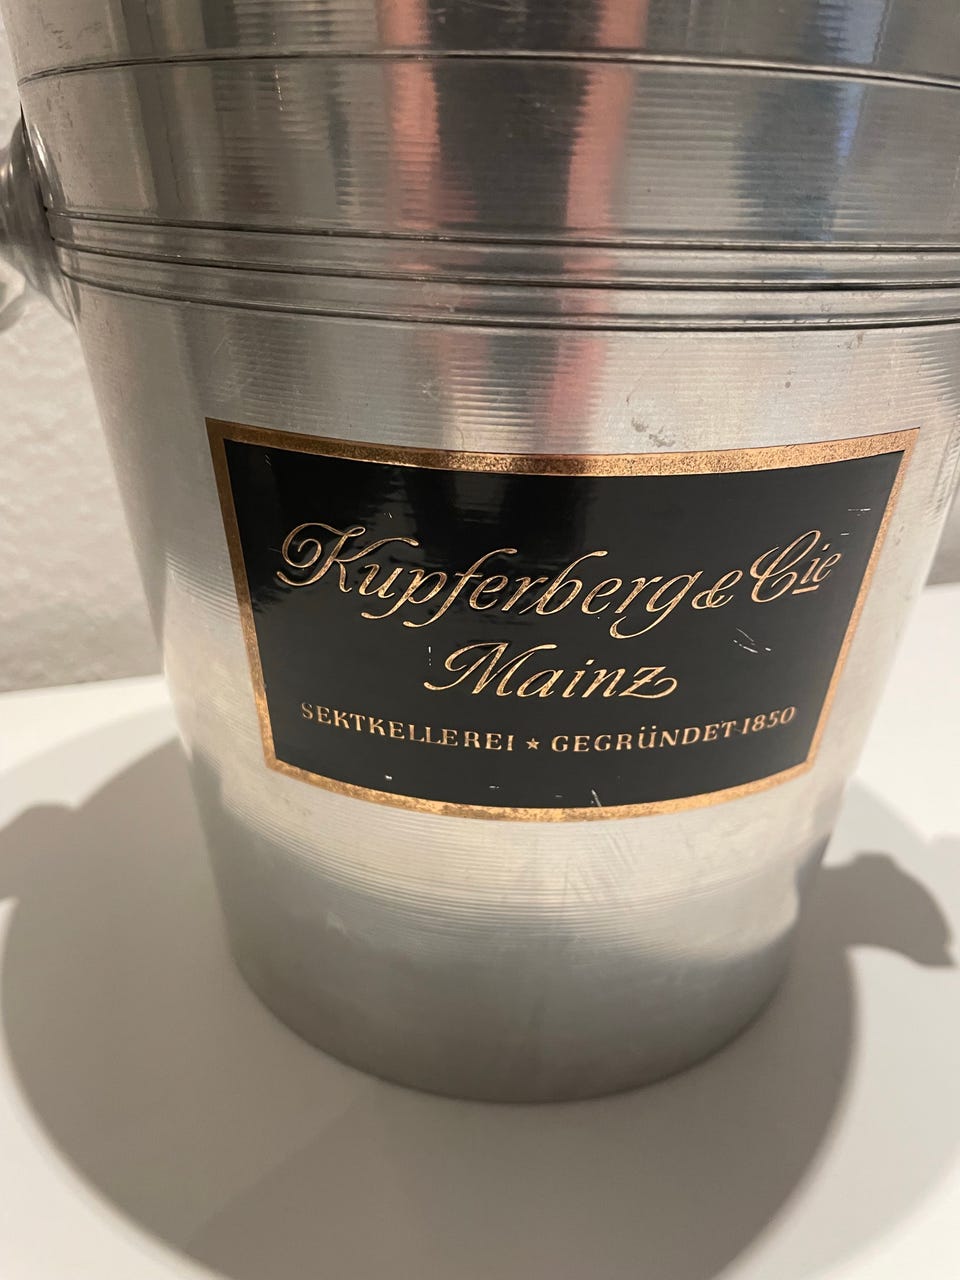 Kupferberg & Cie
Mainz
SEKTKELLEREI ★ GEGRÜNDET 1850